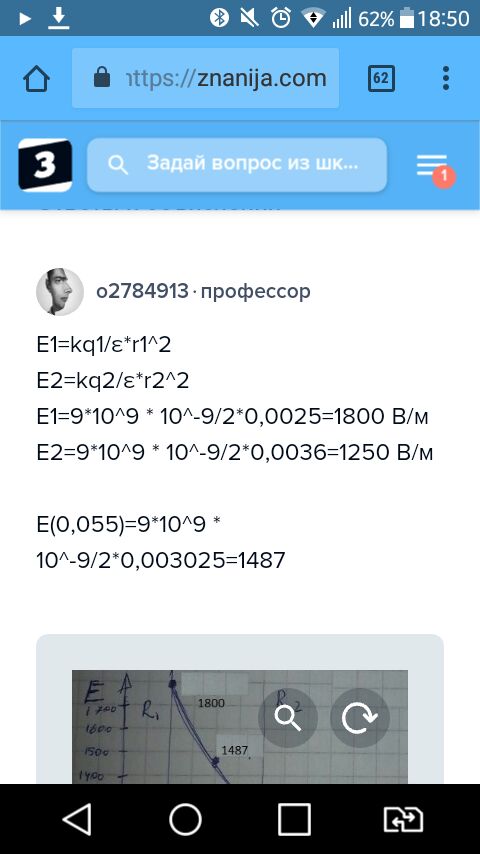 62% 18:50
https://znanija.com
62
З
Задай вопрос из шк...
1
o2784913 · профессор
E1=kq1/ε*r1^2
E2=kq2/ε*r2^2
E1=9*10^9 * 10^-9/2*0,0025=1800 В/м
E2=9*10^9 * 10^-9/2*0,0036=1250 В/м
E(0,055)=9*10^9 *
10^-9/2*0,003025=1487
E
1700 R₁ 1800
1600
1500 1487
1400